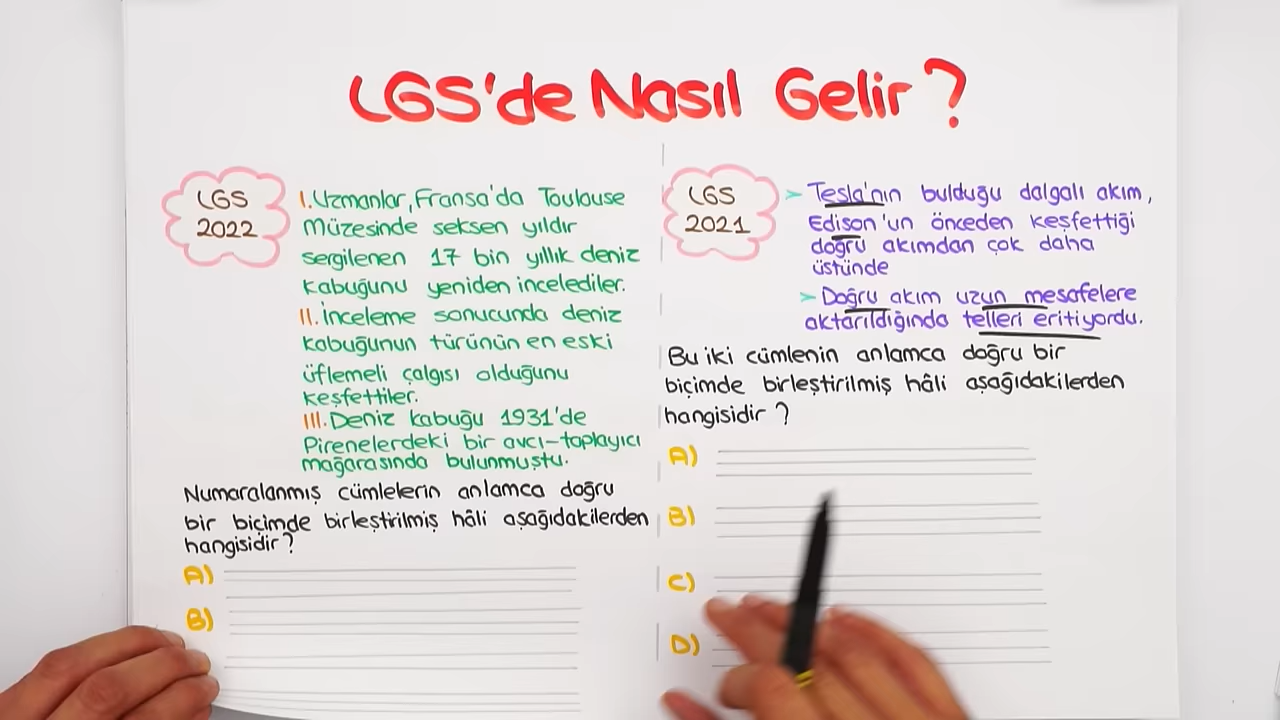 LGS'de Nasıl Gelir?
LGS
2022
I. Uzmanlar, Fransa'da Toulouse
Müzesinde seksen yıldır
sergilenen 17 bin yıllık deniz
kabuğunu yeniden incelediler.
II. İnceleme sonucunda deniz
kabuğunun türünün en eski
üflemeli çalgısı olduğunu
keşfettiler.
III. Deniz kabuğu 1931'de
Pirenelerdeki bir avcı-toplayıcı
mağarasında bulunmuştu.
Numaralanmış cümlelerin anlamca doğru
bir biçimde birleştirilmiş hâli aşağıdakilerden
hangisidir?
A)
B)
LGS
2021
➢ Tesla'nın bulduğu dalgalı akım,
Edison'un önceden keşfettiği
doğru akımdan çok daha
üstünde
➢ Doğru akım uzun mesafelere
aktarıldığında telleri eritiyordu.
Bu iki cümlenin anlamca doğru bir
biçimde birleştirilmiş hâli aşağıdakilerden
hangisidir?
A)
B)
C)
D)